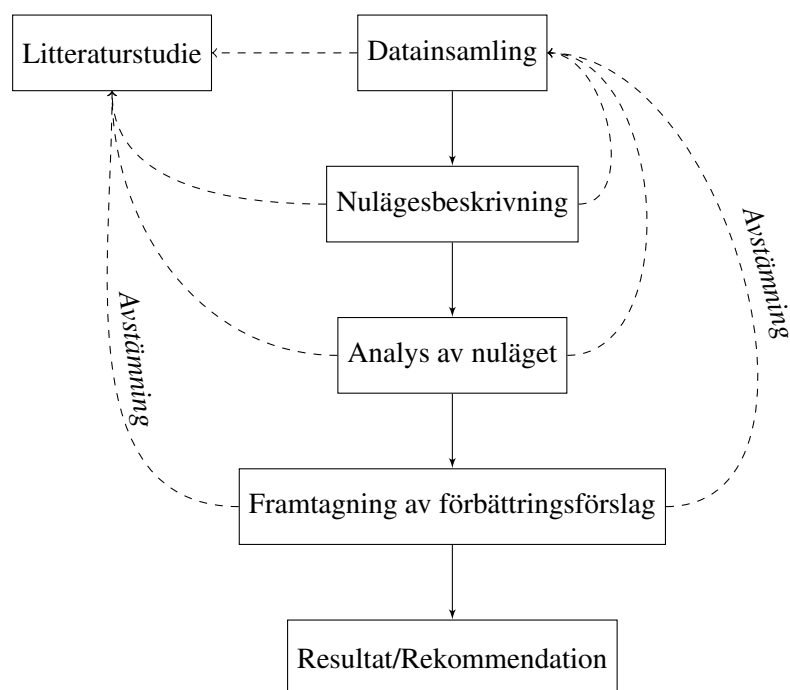 Litteraturstudie
Datainsamling
Nulägesbeskrivning
Avstämning
Avstämning
Analys av nuläget
Framtagning av förbättringsförslag
Resultat/Rekommendation